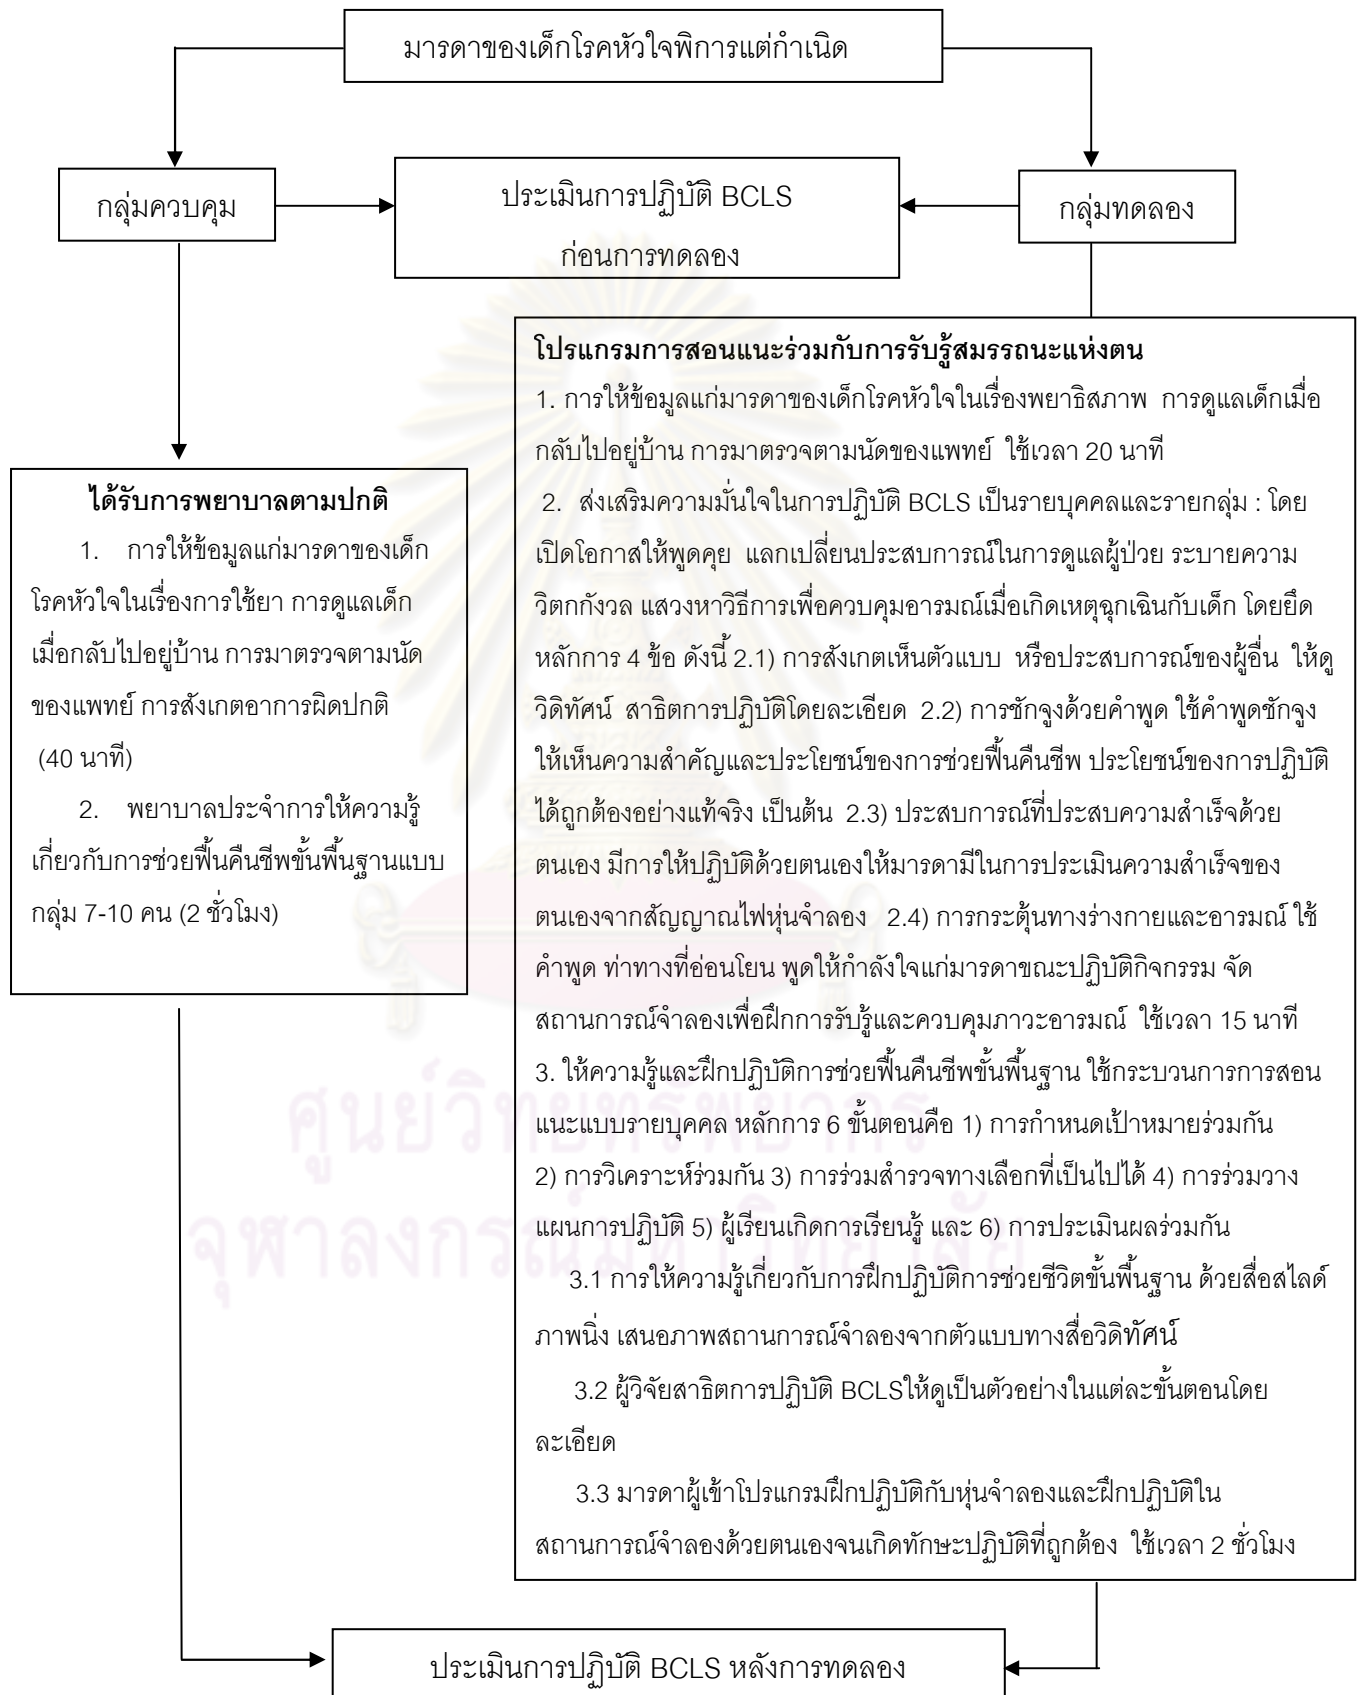 มารดาของเด็กโรคหัวใจพิการแต่กำเนิด
กลุ่มควบคุม
ประเมินการปฏิบัติ BCLS
ก่อนการทดลอง
กลุ่มทดลอง
ได้รับการพยาบาลตามปกติ
1. การให้ข้อมูลแก่มารดาของเด็ก
โรคหัวใจในเรื่องการใช้ยา การดูแลเด็ก
เมื่อกลับไปอยู่บ้าน การมาตรวจตามนัด
ของแพทย์ การสังเกตอาการผิดปกติ
(40 นาที)
2. พยาบาลประจำการให้ความรู้
เกี่ยวกับการช่วยฟื้นคืนชีพขั้นพื้นฐานแบบ
กลุ่ม 7-10 คน (2 ชั่วโมง)
โปรแกรมการสอนแนะร่วมกับการรับรู้สมรรถนะแห่งตน
1. การให้ข้อมูลแก่มารดาของเด็กโรคหัวใจในเรื่องพยาธิสภาพ การดูแลเด็กเมื่อ
กลับไปอยู่บ้าน การมาตรวจตามนัดของแพทย์ ใช้เวลา 20 นาที
2. ส่งเสริมความมั่นใจในการปฏิบัติ BCLS เป็นรายบุคคลและรายกลุ่ม : โดย
เปิดโอกาสให้พูดคุย แลกเปลี่ยนประสบการณ์ในการดูแลผู้ป่วย ระบายความ
วิตกกังวล แสวงหาวิธีการเพื่อควบคุมอารมณ์เมื่อเกิดเหตุฉุกเฉินกับเด็ก โดยยึด
หลักการ 4 ข้อ ดังนี้ 2.1) การสังเกตเห็นตัวแบบ หรือประสบการณ์ของผู้อื่น ให้ดู
วิดิทัศน์ สาธิตการปฏิบัติโดยละเอียด 2.2) การชักจูงด้วยคำพูด ใช้คำพูดชักจูง
ให้เห็นความสำคัญและประโยชน์ของการช่วยฟื้นคืนชีพ ประโยชน์ของการปฏิบัติ
ได้ถูกต้องอย่างแท้จริง เป็นต้น 2.3) ประสบการณ์ที่ประสบความสำเร็จด้วย
ตนเอง มีการให้ปฏิบัติด้วยตนเองให้มารดามีในการประเมินความสำเร็จของ
ตนเองจากสัญญาณไฟหุ่นจำลอง 2.4) การกระตุ้นทางร่างกายและอารมณ์ ใช้
คำพูด ท่าทางที่อ่อนโยน พูดให้กำลังใจแก่มารดาขณะปฏิบัติกิจกรรม จัด
สถานการณ์จำลองเพื่อฝึกการรับรู้และควบคุมภาวะอารมณ์ ใช้เวลา 15 นาที
3. ให้ความรู้และฝึกปฏิบัติการช่วยฟื้นคืนชีพขั้นพื้นฐาน ใช้กระบวนการการสอน
แนะแบบรายบุคคล หลักการ 6 ขั้นตอนคือ 1) การกำหนดเป้าหมายร่วมกัน
2) การวิเคราะห์ร่วมกัน 3) การร่วมสำรวจทางเลือกที่เป็นไปได้ 4) การร่วมวาง
แผนการปฏิบัติ 5) ผู้เรียนเกิดการเรียนรู้ และ 6) การประเมินผลร่วมกัน
3.1 การให้ความรู้เกี่ยวกับการฝึกปฏิบัติการช่วยชีวิตขั้นพื้นฐาน ด้วยสื่อสไลด์
ภาพนิ่ง เสนอภาพสถานการณ์จำลองจากตัวแบบทางสื่อวิดิทัศน์
3.2 ผู้วิจัยสาธิตการปฏิบัติ BCLSให้ดูเป็นตัวอย่างในแต่ละขั้นตอนโดย
ละเอียด
3.3 มารดาผู้เข้าโปรแกรมฝึกปฏิบัติกับหุ่นจำลองและฝึกปฏิบัติใน
สถานการณ์จำลองด้วยตนเองจนเกิดทักษะปฏิบัติที่ถูกต้อง ใช้เวลา 2 ชั่วโมง
ศูนย์วิทยทรัพยากร
จุฬาลงกรณ์มหาวิทยาลัย
ประเมินการปฏิบัติ BCLS หลังการทดลอง